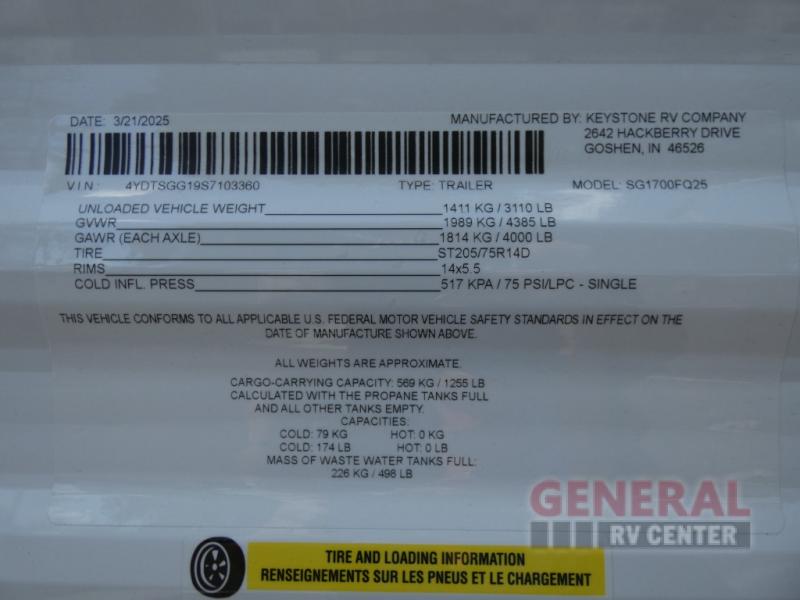 DATE: 3/21/2025
MANUFACTURED BY: KEYSTONE RV COMPANY
2642 HACKBERRY DRIVE
GOSHEN, IN 46526
VIN: 4YDTSGG19S7103360 TYPE: TRAILER MODEL: SG1700FQ25
UNLOADED VEHICLE WEIGHT 1411 KG / 3110 LB
GVWR 1989 KG / 4385 LB
GAWR (EACH AXLE) 1814 KG / 4000 LB
TIRE ST205/75R14D
RIMS 14x5.5
COLD INFL. PRESS 517 KPA / 75 PSI/LPC - SINGLE
THIS VEHICLE CONFORMS TO ALL APPLICABLE U.S. FEDERAL MOTOR VEHICLE SAFETY STANDARDS IN EFFECT ON THE
DATE OF MANUFACTURE SHOWN ABOVE.
ALL WEIGHTS ARE APPROXIMATE.
CARGO-CARRYING CAPACITY: 569 KG / 1255 LB
CALCULATED WITH THE PROPANE TANKS FULL
AND ALL OTHER TANKS EMPTY.
CAPACITIES:
COLD: 79 KG HOT: 0 KG
COLD: 174 LB HOT: 0 LB
MASS OF WASTE WATER TANKS FULL:
226 KG / 498 LB
GENERAL
RV CENTER
TIRE AND LOADING INFORMATION
RENSEIGNEMENTS SUR LES PNEUS ET LE CHARGEMENT